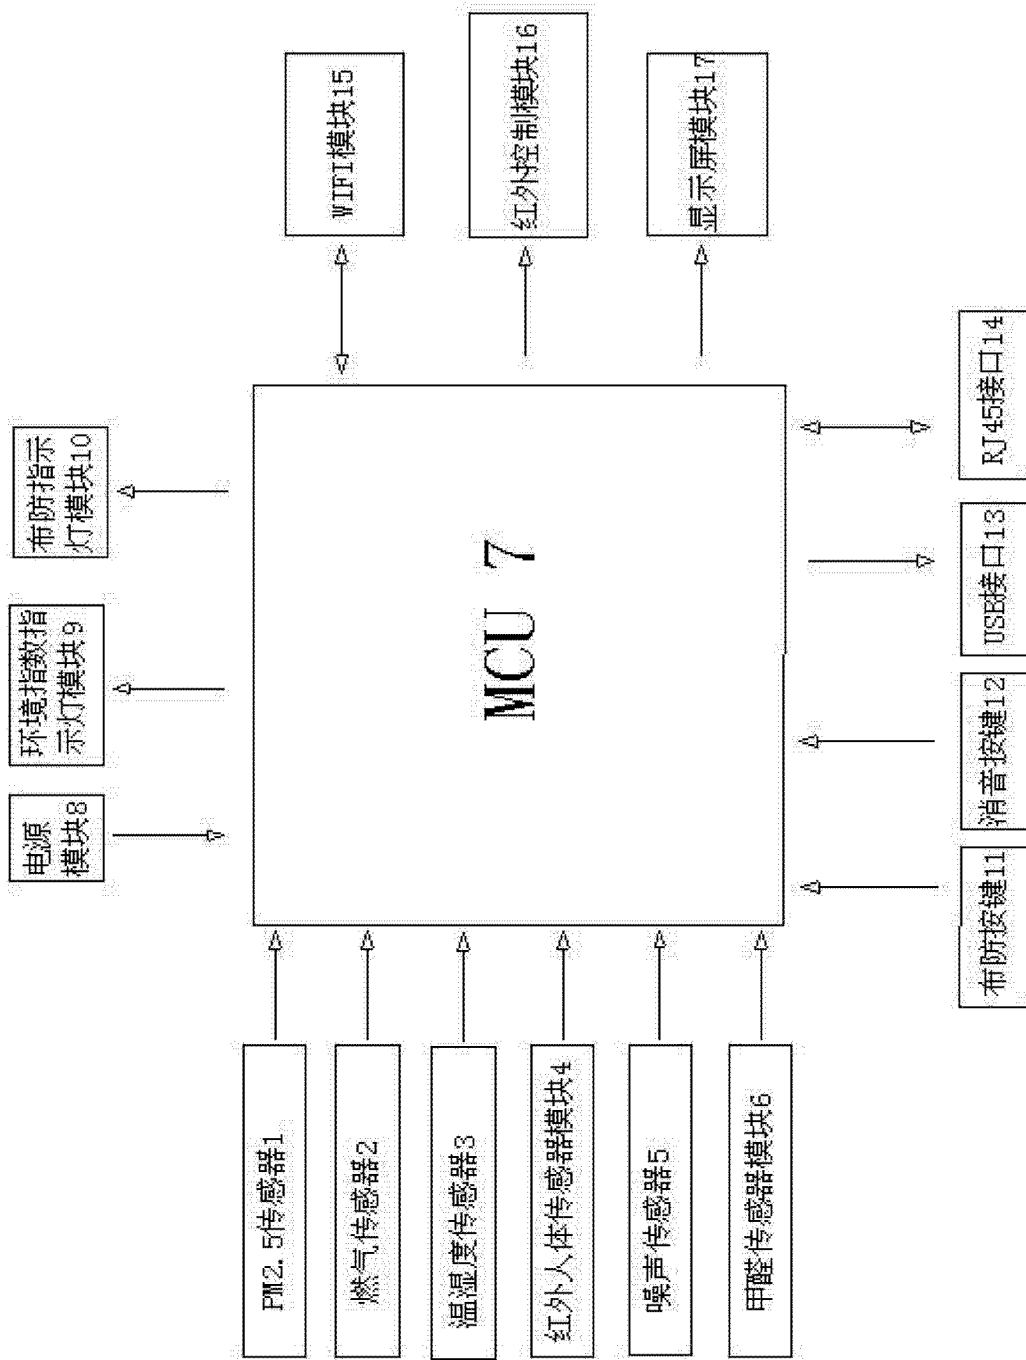 PM2.5传感器1
燃气传感器2
温湿度传感器3
红外人体传感器模块4
噪声传感器5
甲醛传感器模块6
MCU 7
电源
模块8
环境指数指
示灯模块9
布防指示
灯模块10
布防按键11
消音按键12
USB接口13
RJ45接口14
WIFI模块15
红外控制模块16
显示屏模块17